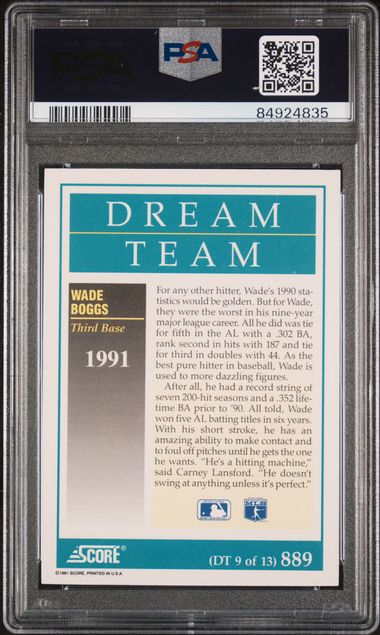 PSA
PSA
84924835
DREAM
TEAM
WADE
BOGGS
Third Base
1991
For any other hitter, Wade's 1990 sta-
tistics would be golden. But for Wade,
they were the worst in his nine-year
major league career. All he did was tie
for fifth in the AL with a .302 BA,
rank second in hits with 187 and tie
for third in doubles with 44. As the
best pure hitter in baseball, Wade is
used to more dazzling figures.
After all, he had a record string of
seven 200-hit seasons and a .352 life-
time BA prior to '90. All told, Wade
won five AL batting titles in six years.
With his short stroke, he has an
amazing ability to make contact and
to foul off pitches until he gets the one
he wants. "He's a hitting machine,"
said Carney Lansford. "He doesn't
swing at anything unless it's perfect."
MLB
SCORE®
©1991 SCORE, PRINTED IN U.S.A.
(DT 9 of 13) 889